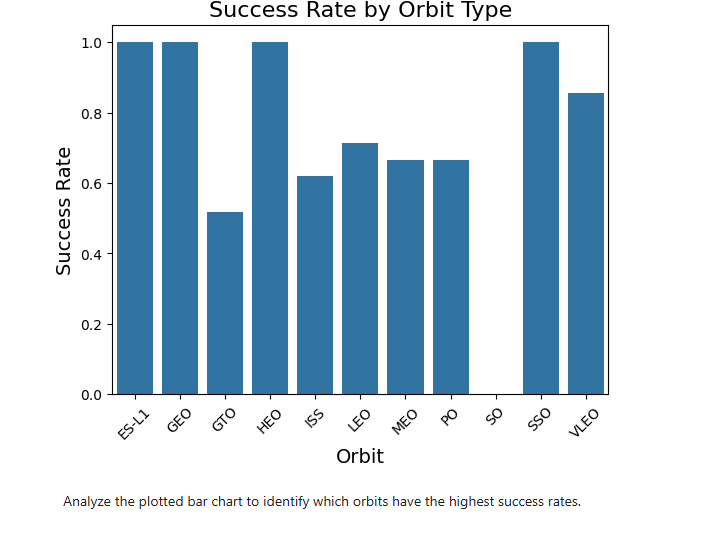 Success Rate by Orbit Type
1.0
0.8
0.6
0.4
0.2
0.0
Success Rate
ES-L1 GEO GTO HEO ISS LEO MEO PO SO SSO VLEO
Orbit
Analyze the plotted bar chart to identify which orbits have the highest success rates.